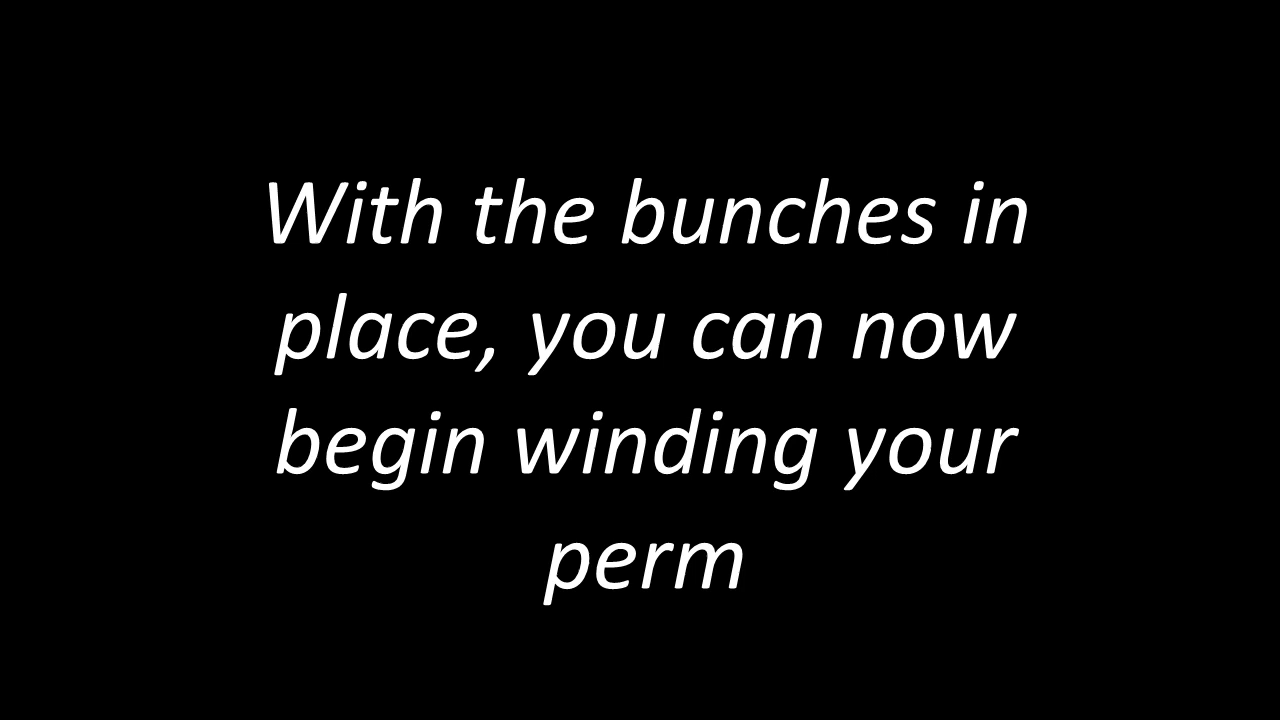 With the bunches in
place, you can now
begin winding your
perm